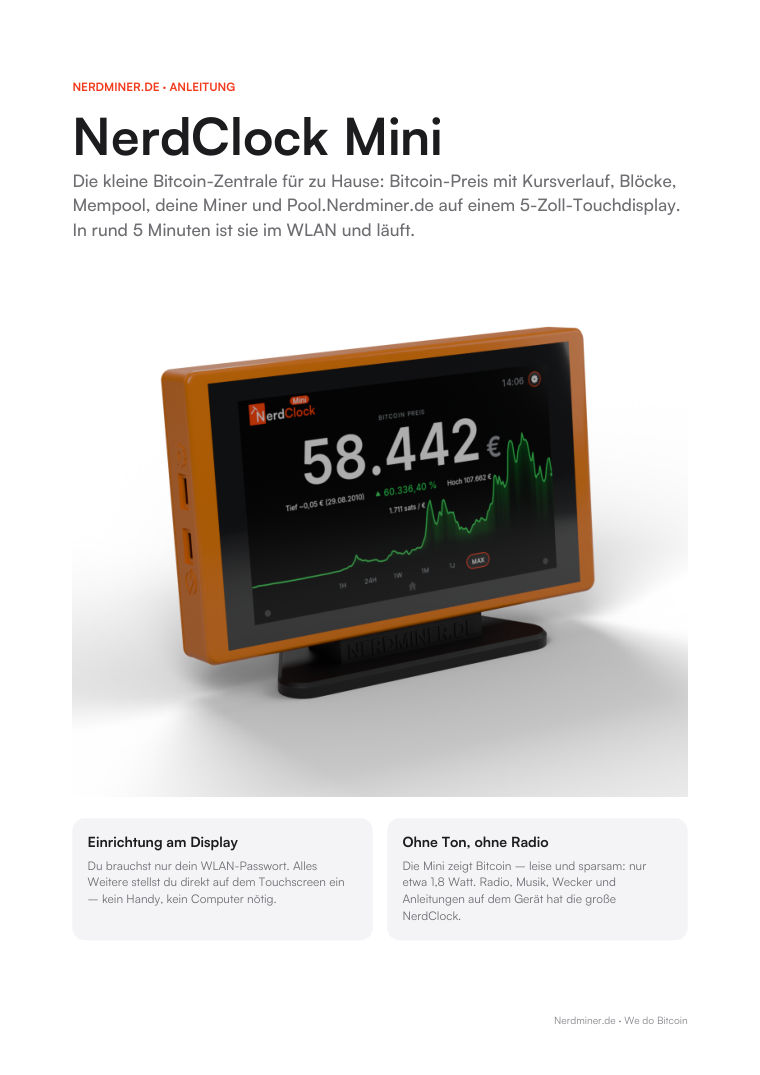 NERDMINER.DE · ANLEITUNG
NerdClock Mini
Die kleine Bitcoin-Zentrale für zu Hause: Bitcoin-Preis mit Kursverlauf, Blöcke,
Mempool, deine Miner und Pool.Nerdminer.de auf einem 5-Zoll-Touchdisplay.
In rund 5 Minuten ist sie im WLAN und läuft.
14:06
Mini
NerdClock
BITCOIN PREIS
58.442 €
Tief ~0,05 € (29.08.2010) ▲ 60.336,40 % Hoch 107.662 €
1.711 sats / €
1H 24H 1W 1M 1J MAX
NERDMINER.DE
Einrichtung am Display
Du brauchst nur dein WLAN-Passwort. Alles
Weitere stellst du direkt auf dem Touchscreen ein
– kein Handy, kein Computer nötig.
Ohne Ton, ohne Radio
Die Mini zeigt Bitcoin – leise und sparsam: nur
etwa 1,8 Watt. Radio, Musik, Wecker und
Anleitungen auf dem Gerät hat die große
NerdClock.
Nerdminer.de · We do Bitcoin